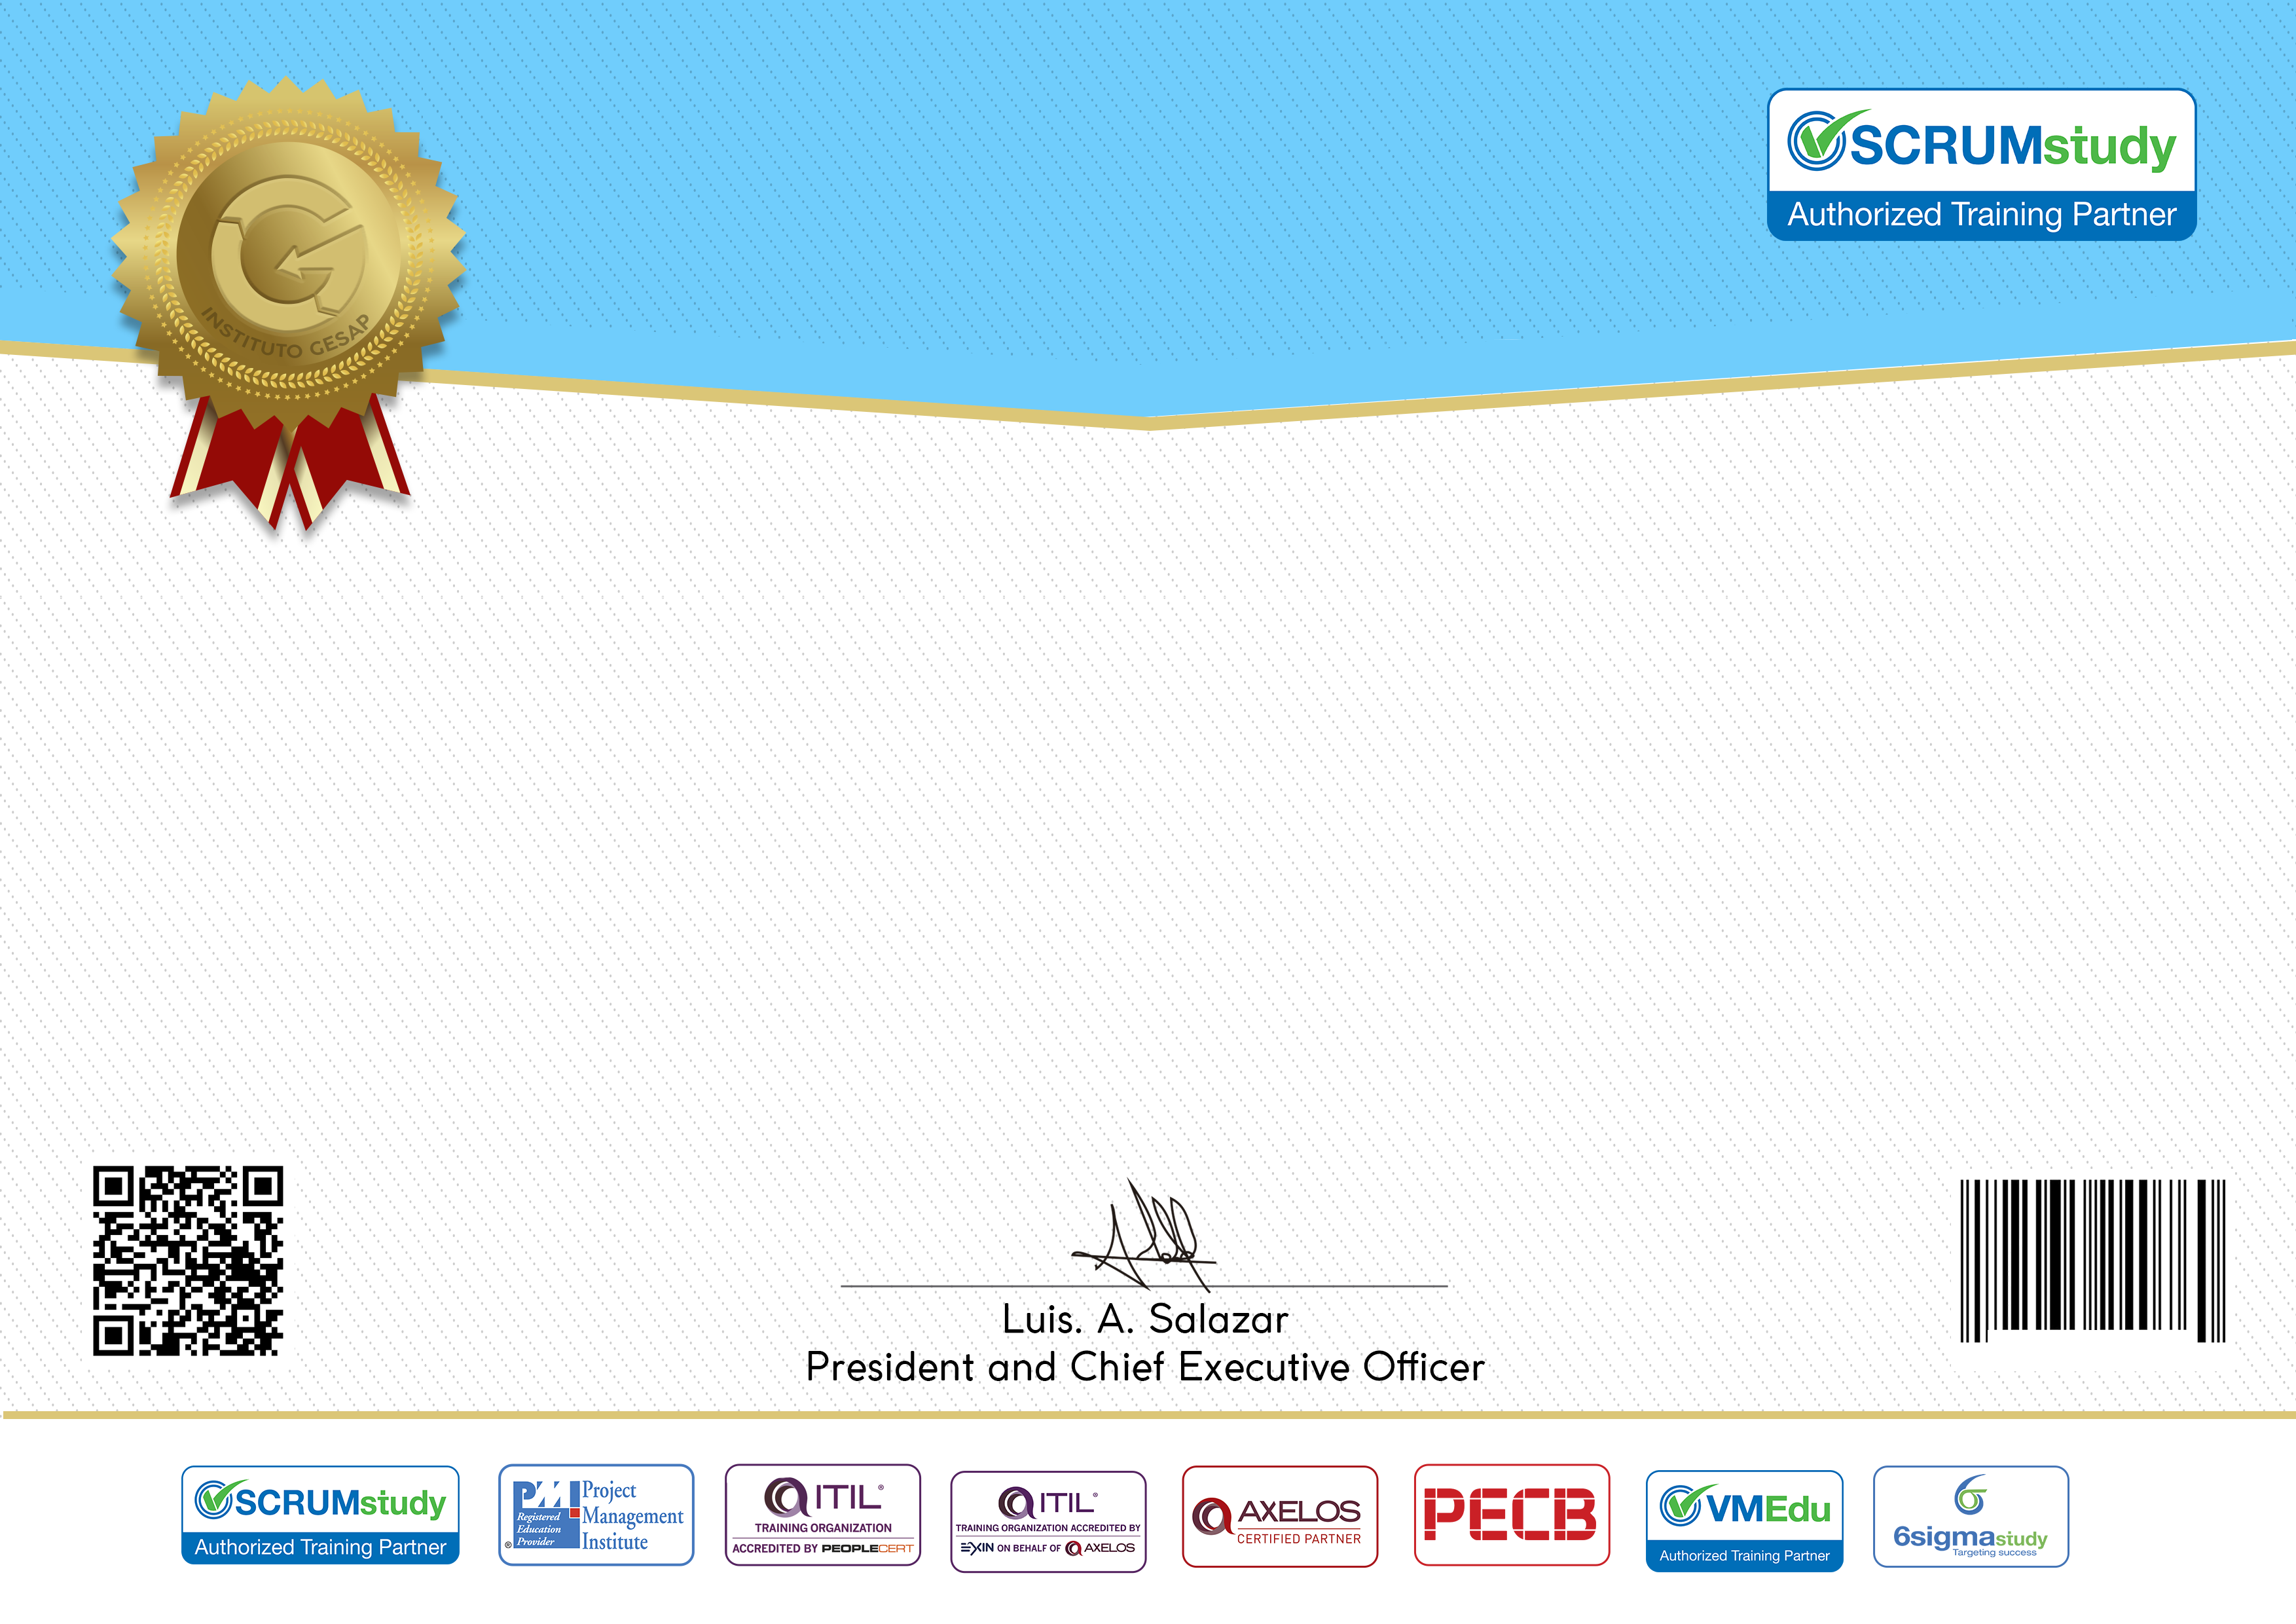 SCRUMstudy
Authorized Training Partner
INSTITUTO GESAP
Luis. A. Salazar
President and Chief Executive Officer
SCRUMstudy
Authorized Training Partner
PMI
Registered
Education
Provider
®
Project
Management
Institute
ITIL®
TRAINING ORGANIZATION
ACCREDITED BY PEOPLECERT
ITIL®
TRAINING ORGANIZATION ACCREDITED BY
EXIN ON BEHALF OF AXELOS
AXELOS
CERTIFIED PARTNER
PECB
VMEdu
Authorized Training Partner
6sigmastudy
Targeting success